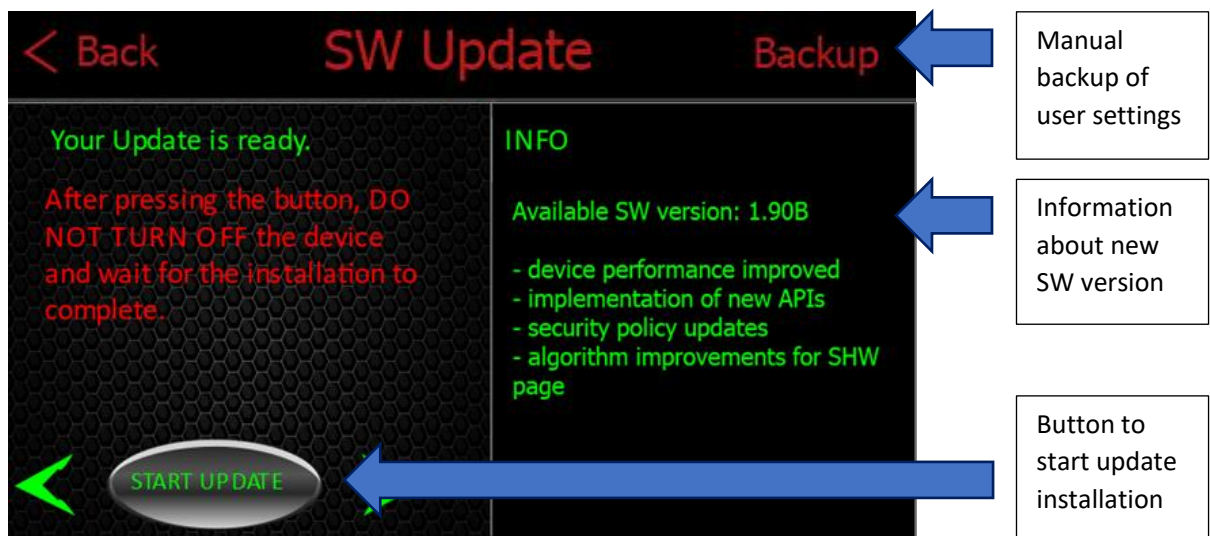 < Back SW Update Backup
Your Update is ready.
After pressing the button, DO
NOT TURN OFF the device
and wait for the installation to
complete.
START UPDATE
INFO
Available SW version: 1.90B
- device performance improved
- implementation of new APIs
- security policy updates
- algorithm improvements for SHW
page
Manual
backup of
user settings
Information
about new
SW version
Button to
start update
installation